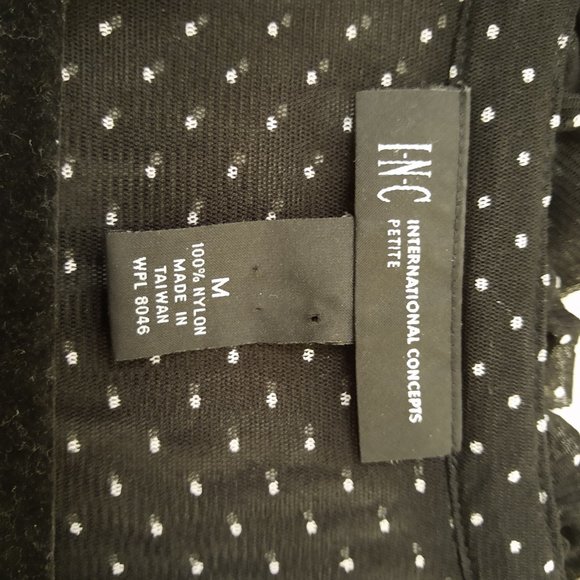 I·N·C
INTERNATIONAL CONCEPTS
PETITE
M
100% NYLON
MADE IN
TAIWAN
WPL 8046